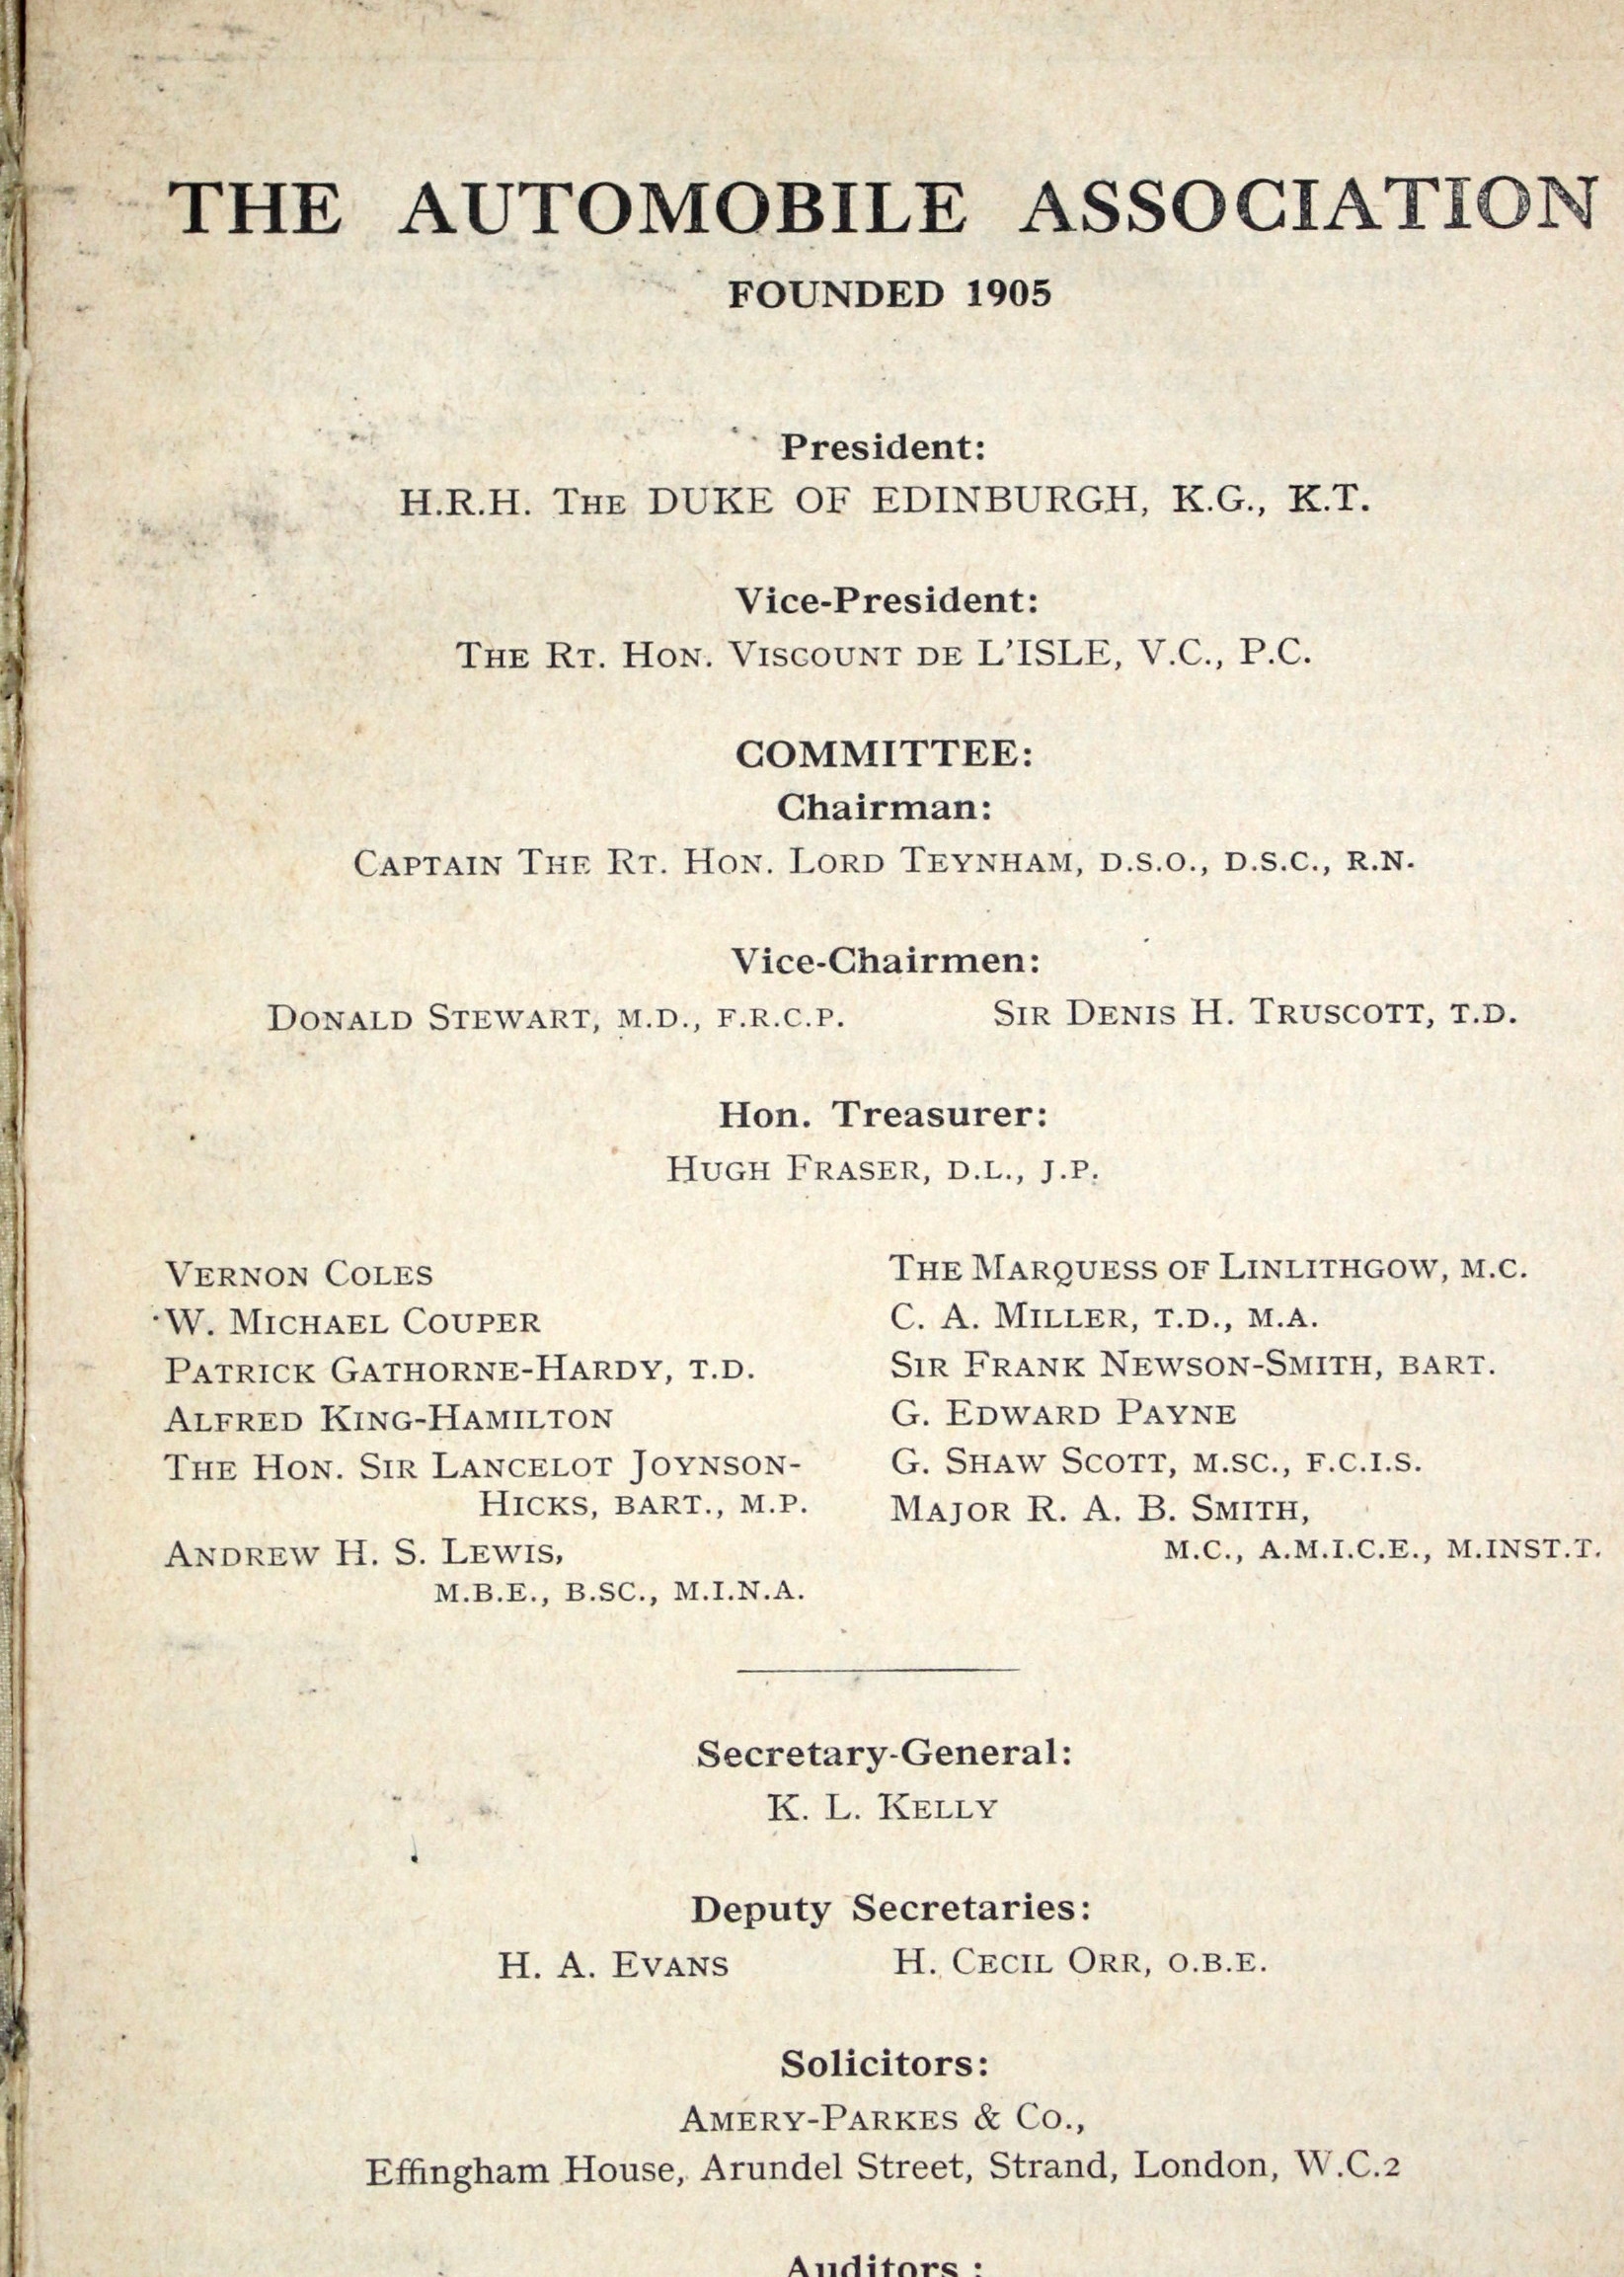 THE AUTOMOBILE ASSOCIATION
FOUNDED 1905
President:
H.R.H. THE DUKE OF EDINBURGH, K.G., K.T.
Vice-President:
THE RT. HON. VISCOUNT DE L'ISLE, V.C., P.C.
COMMITTEE:
Chairman:
CAPTAIN THE RT. HON. LORD TEYNHAM, D.S.O., D.S.C., R.N.
Vice-Chairmen:
DONALD STEWART, M.D., F.R.C.P. SIR DENIS H. TRUSCOTT, T.D.
Hon. Treasurer:
HUGH FRASER, D.L., J.P.
VERNON COLES
W. MICHAEL COUPER
PATRICK GATHORNE-HARDY, T.D.
ALFRED KING-HAMILTON
THE HON. SIR LANCELOT JOYNSON-
HICKS, BART., M.P.
ANDREW H. S. LEWIS,
M.B.E., B.SC., M.I.N.A.
THE MARQUESS OF LINLITHGOW, M.C.
C. A. MILLER, T.D., M.A.
SIR FRANK NEWSON-SMITH, BART.
G. EDWARD PAYNE
G. SHAW SCOTT, M.SC., F.C.I.S.
MAJOR R. A. B. SMITH,
M.C., A.M.I.C.E., M.INST.T.
Secretary-General:
K. L. KELLY
Deputy Secretaries:
H. A. EVANS H. CECIL ORR, O.B.E.
Solicitors:
AMERY-PARKES & CO.,
Effingham House, Arundel Street, Strand, London, W.C.2
Auditors :